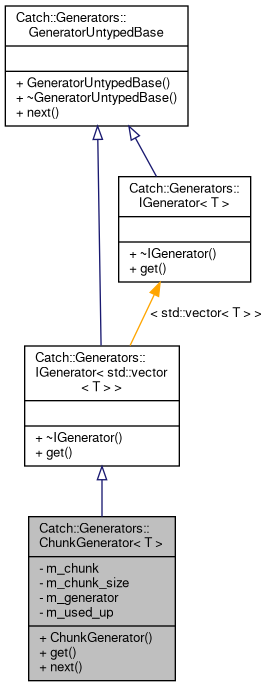 Catch::Generators::
GeneratorUntypedBase
+ GeneratorUntypedBase()
+ ~GeneratorUntypedBase()
+ next()
Catch::Generators::
IGenerator< T >
+ ~IGenerator()
+ get()
< std::vector< T > >
Catch::Generators::
IGenerator< std::vector
< T > >
+ ~IGenerator()
+ get()
Catch::Generators::
ChunkGenerator< T >
- m_chunk
- m_chunk_size
- m_generator
- m_used_up
+ ChunkGenerator()
+ get()
+ next()